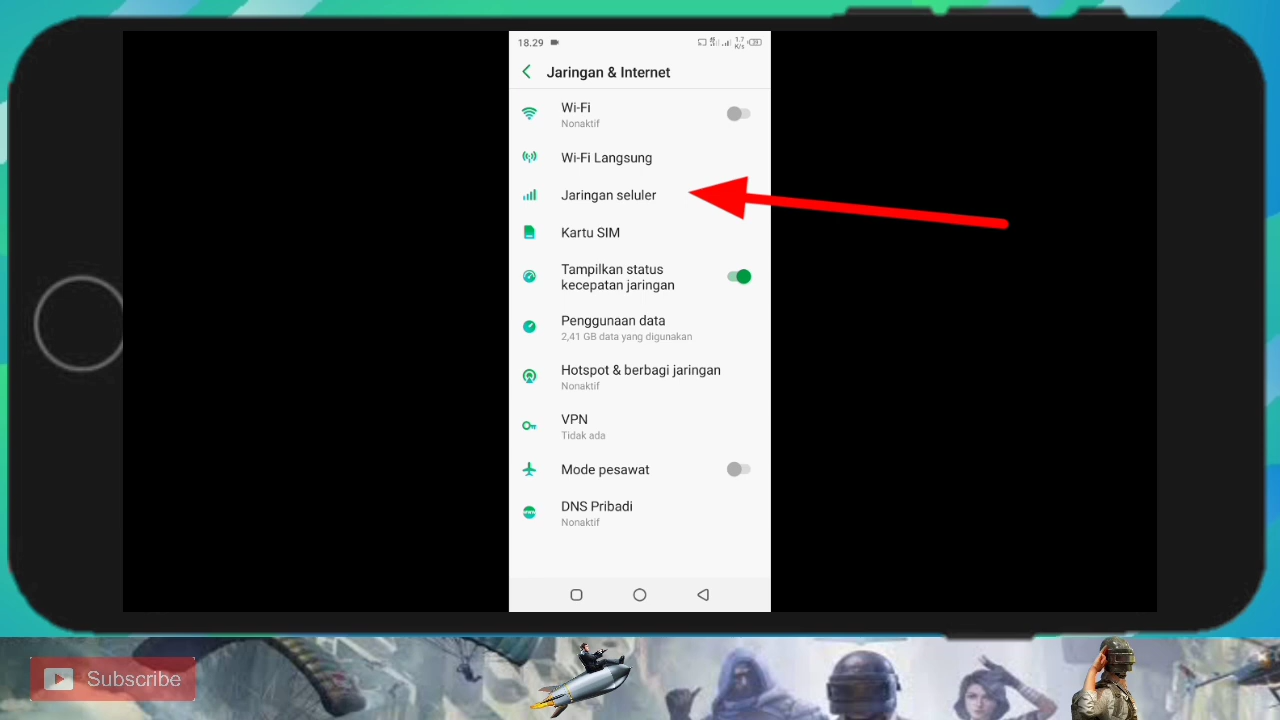 18.29
1.7
K/s
Jaringan & Internet
Wi-Fi
Nonaktif
Wi-Fi Langsung
Jaringan seluler
Kartu SIM
Tampilkan status
kecepatan jaringan
Penggunaan data
2,41 GB data yang digunakan
Hotspot & berbagi jaringan
Nonaktif
VPN
Tidak ada
Mode pesawat
DNS Pribadi
Nonaktif
Subscribe